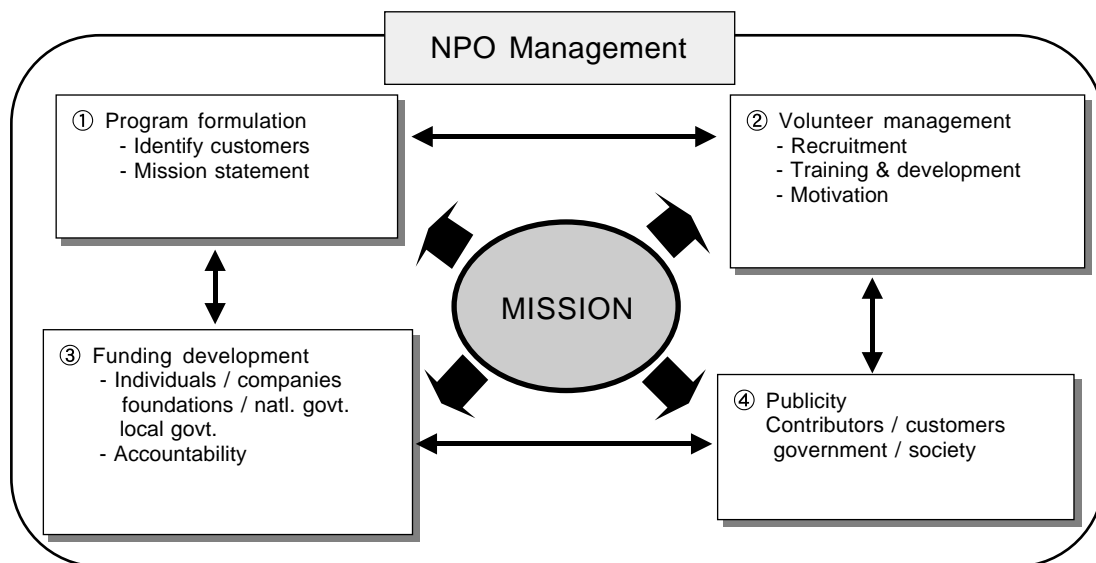 NPO Management
① Program formulation
- Identify customers
- Mission statement
② Volunteer management
- Recruitment
- Training & development
- Motivation
MISSION
③ Funding development
- Individuals / companies
foundations / natl. govt.
local govt.
- Accountability
④ Publicity
Contributors / customers
government / society